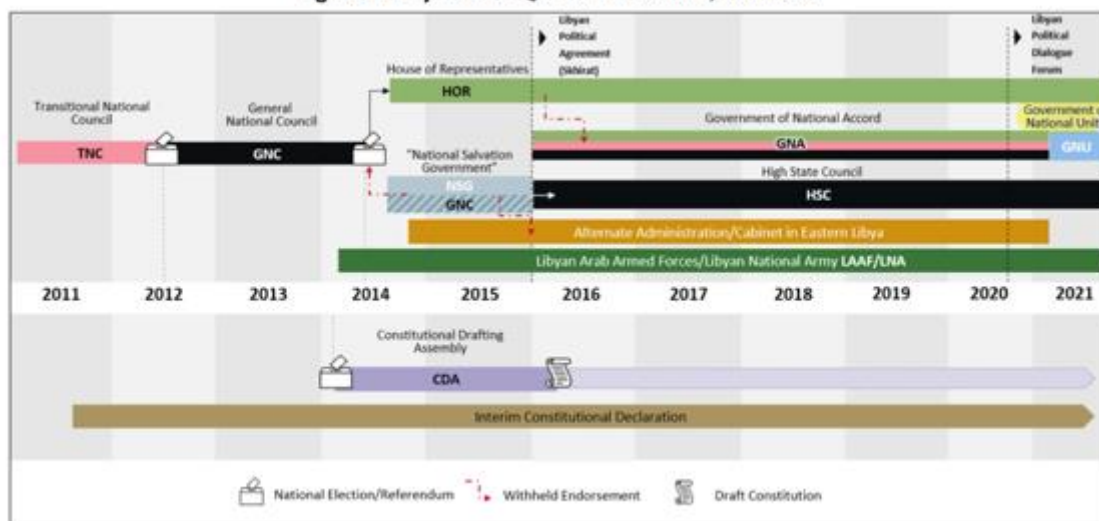 Libyan
Political
Agreement
(Skhirat)
Libyan
Political
Dialogue
Forum
House of Representatives
HOR
Transitional National
Council
General
National Council
Government of National Accord
Government
National Unit
TNC
GNC
GNA
GNU
"National Salvation
Government"
High State Council
NSG
GNC
HSC
Alternate Administration/Cabinet in Eastern Libya
Libyan Arab Armed Forces/Libyan National Army LAAF/LNA
2011 2012 2013 2014 2015 2016 2017 2018 2019 2020 2021
Constitutional Drafting
Assembly
CDA
Interim Constitutional Declaration
National Election/Referendum Withheld Endorsement Draft Constitution